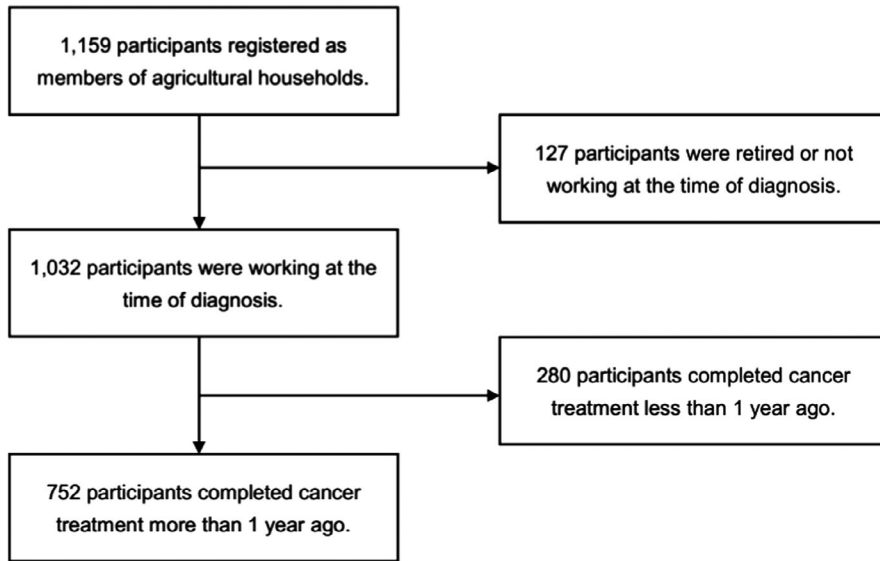 1,159 participants registered as
members of agricultural households.
127 participants were retired or not
working at the time of diagnosis.
1,032 participants were working at the
time of diagnosis.
280 participants completed cancer
treatment less than 1 year ago.
752 participants completed cancer
treatment more than 1 year ago.